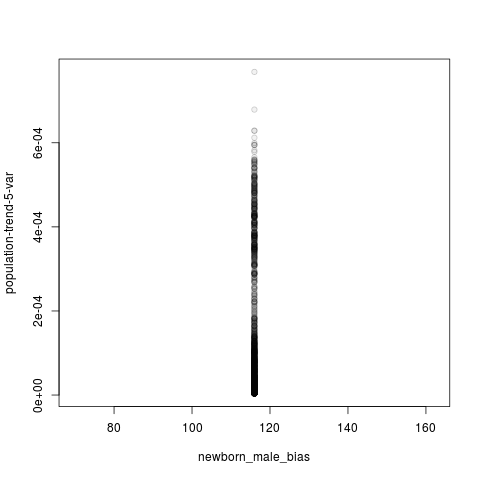 population-trend-5-var
6e-04
4e-04
2e-04
0e+00
80
100
120
140
160
newborn_male_bias